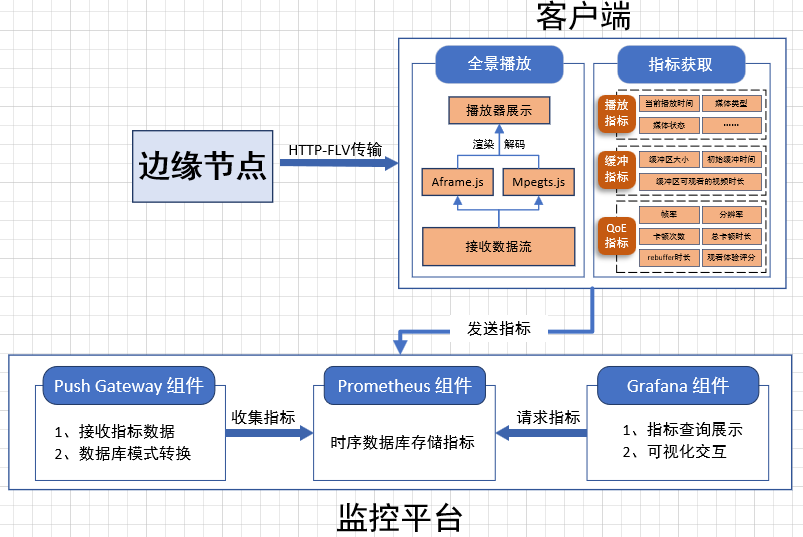 客户端
全景播放
播放器展示
渲染 解码
Aframe.js
Mpegts.js
接收数据流
指标获取
播放
指标
当前播放时间
媒体类型
媒体状态
······
缓冲
指标
缓冲区大小
初始缓冲时间
缓冲区可观看的视频时长
QoE
指标
帧率
分辨率
卡顿次数
总卡顿时长
rebuffer时长
观看体验评分
边缘节点
HTTP-FLV传输
发送指标
Push Gateway 组件
1、接收指标数据
2、数据库模式转换
收集指标
Prometheus 组件
时序数据库存储指标
请求指标
Grafana 组件
1、指标查询展示
2、可视化交互
监控平台